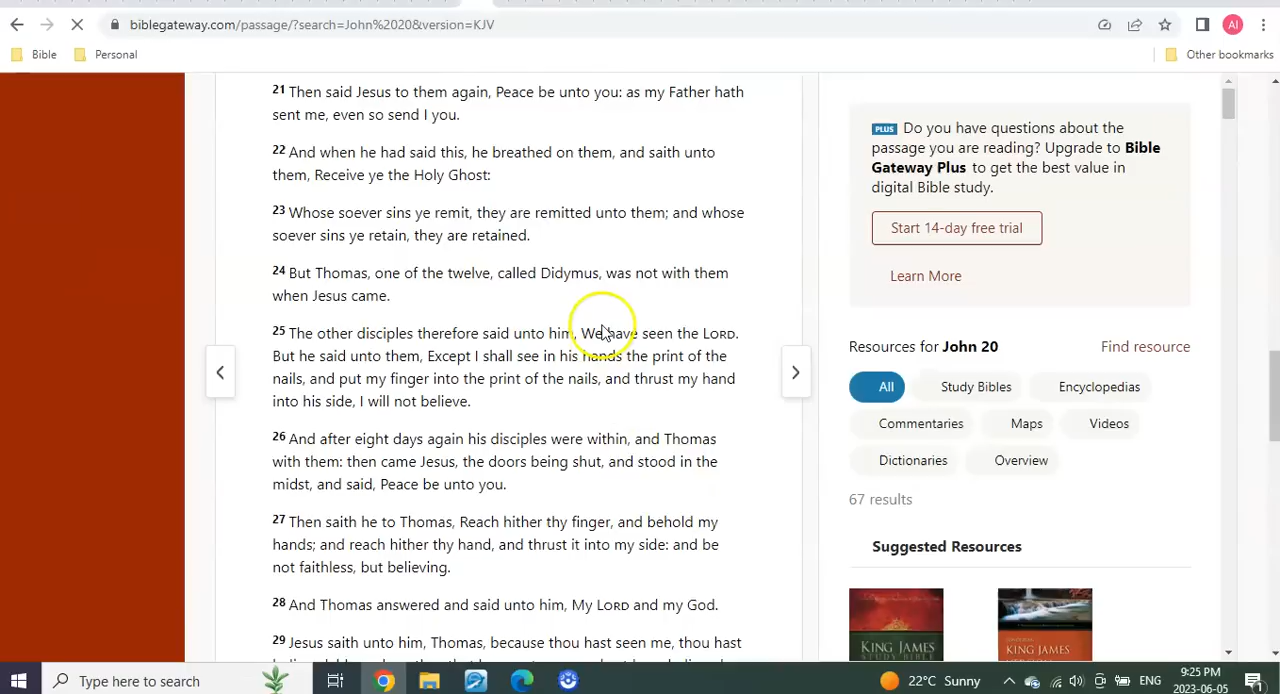 biblegateway.com/passage/?search=John%2020&version=KJV
AI
Bible
Personal
Other bookmarks
21 Then said Jesus to them again, Peace be unto you: as my Father hath
sent me, even so send I you.
22 And when he had said this, he breathed on them, and saith unto
them, Receive ye the Holy Ghost:
23 Whose soever sins ye remit, they are remitted unto them; and whose
soever sins ye retain, they are retained.
24 But Thomas, one of the twelve, called Didymus, was not with them
when Jesus came.
25 The other disciples therefore said unto him, We have seen the LORD.
But he said unto them, Except I shall see in his hands the print of the
nails, and put my finger into the print of the nails, and thrust my hand
into his side, I will not believe.
26 And after eight days again his disciples were within, and Thomas
with them: then came Jesus, the doors being shut, and stood in the
midst, and said, Peace be unto you.
27 Then saith he to Thomas, Reach hither thy finger, and behold my
hands; and reach hither thy hand, and thrust it into my side: and be
not faithless, but believing.
28 And Thomas answered and said unto him, My LORD and my God.
29 Jesus saith unto him, Thomas, because thou hast seen me, thou hast
PLUS Do you have questions about the
passage you are reading? Upgrade to Bible
Gateway Plus to get the best value in
digital Bible study.
Start 14-day free trial
Learn More
Resources for John 20
Find resource
All
Study Bibles
Encyclopedias
Commentaries
Maps
Videos
Dictionaries
Overview
67 results
Suggested Resources
KING JAMES
STUDY BIBLE
KING JAMES
Type here to search
22°C Sunny
ENG
9:25 PM
2023-06-05